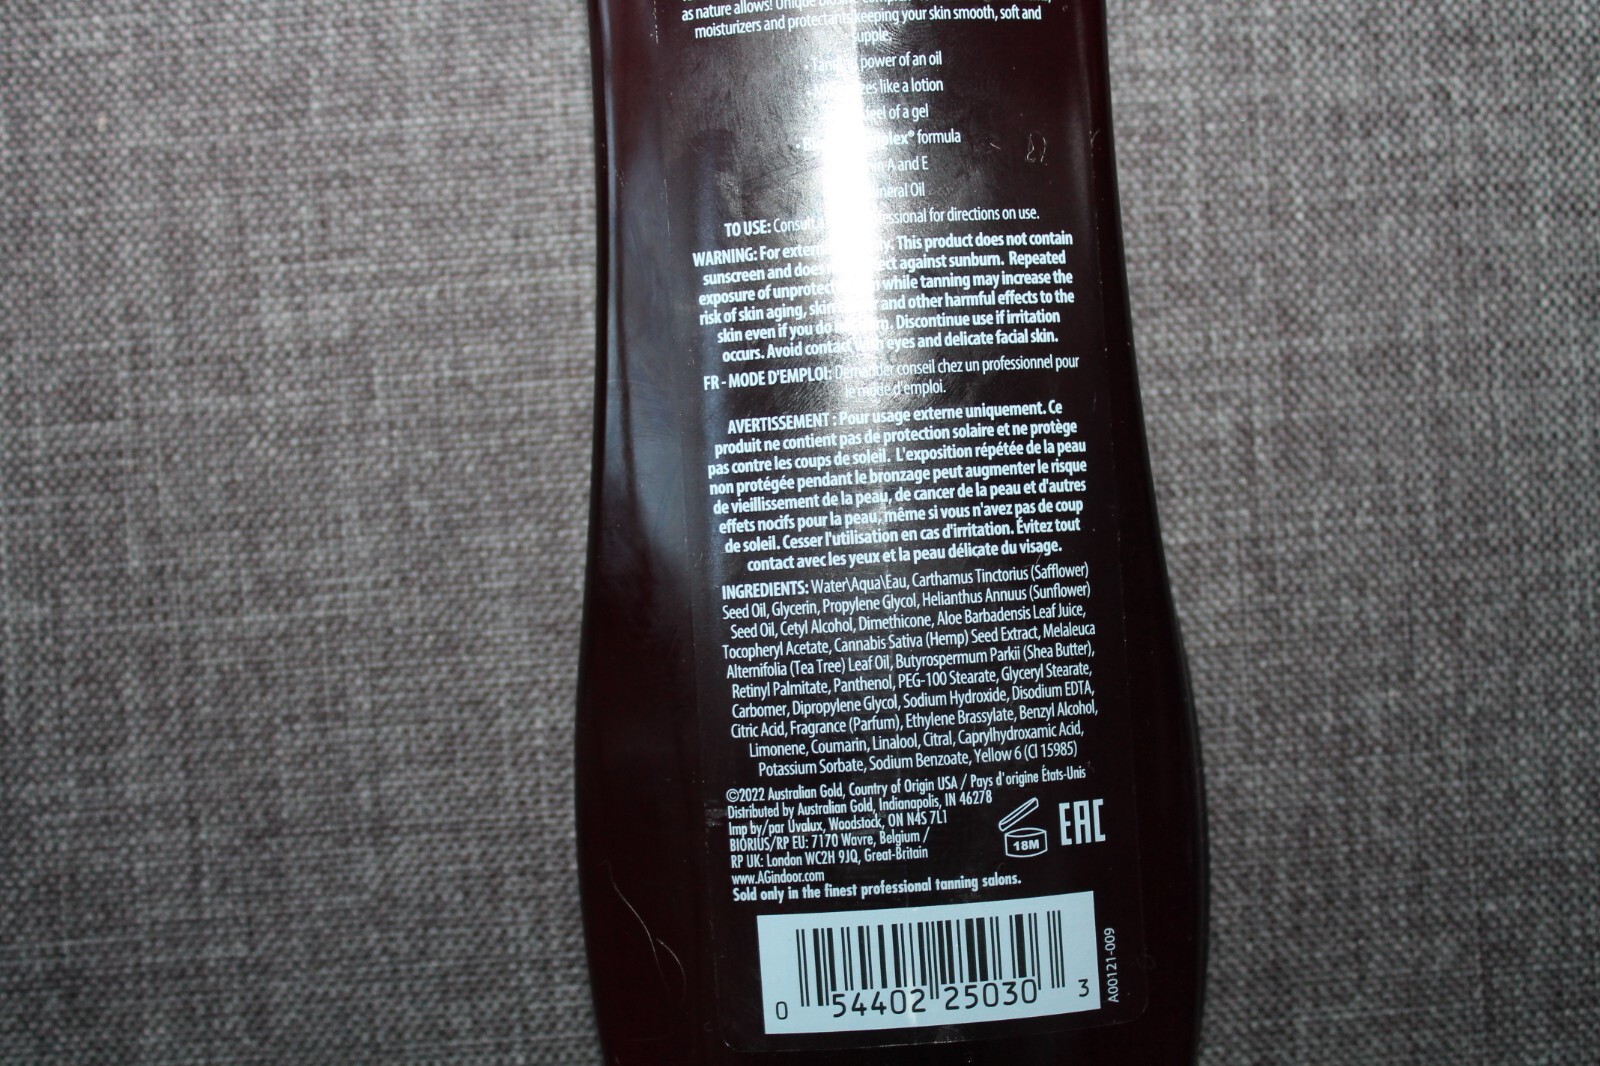 as nature allows! Unique
moisturizers and protectants keeping your skin smooth, soft and
supple.
power of an oil
like a lotion
feel of a gel
formula
A and E
Mineral Oil
TO USE: Consult professional for directions on use.
WARNING: For external This product does not contain
sunscreen and does against sunburn. Repeated
exposure of unprotected while tanning may increase the
risk of skin aging, skin and other harmful effects to the
skin even if you do Discontinue use if irritation
occurs. Avoid contact with eyes and delicate facial skin.
FR - MODE D'EMPLOI: Demander conseil chez un professionnel pour
le mode d'emploi.
AVERTISSEMENT : Pour usage externe uniquement. Ce
produit ne contient pas de protection solaire et ne protège
pas contre les coups de soleil. L'exposition répétée de la peau
non protégée pendant le bronzage peut augmenter le risque
de vieillissement de la peau, de cancer de la peau et d'autres
effets nocifs pour la peau, même si vous n'avez pas de coup
de soleil. Cesser l'utilisation en cas d'irritation. Évitez tout
contact avec les yeux et la peau délicate du visage.
INGREDIENTS: Water\Aqua\Eau, Carthamus Tinctorius (Safflower)
Seed Oil, Glycerin, Propylene Glycol, Helianthus Annuus (Sunflower)
Seed Oil, Cetyl Alcohol, Dimethicone, Aloe Barbadensis Leaf Juice,
Tocopheryl Acetate, Cannabis Sativa (Hemp) Seed Extract, Melaleuca
Alternifolia (Tea Tree) Leaf Oil, Butyrospermum Parkii (Shea Butter),
Retinyl Palmitate, Panthenol, PEG-100 Stearate, Glyceryl Stearate,
Carbomer, Dipropylene Glycol, Sodium Hydroxide, Disodium EDTA,
Citric Acid, Fragrance (Parfum), Ethylene Brassylate, Benzyl Alcohol,
Limonene, Coumarin, Linalool, Citral, Caprylhydroxamic Acid,
Potassium Sorbate, Sodium Benzoate, Yellow 6 (CI 15985)
©2022 Australian Gold, Country of Origin USA / Pays d'origine États-Unis
Distributed by Australian Gold, Indianapolis, IN 46278
Imp by/par Uvalux, Woodstock, ON N4S 7L1
BIORIUS/RP EU: 7170 Wavre, Belgium /
RP UK: London WC2H 9JQ, Great-Britain
www.AGindoor.com
Sold only in the finest professional tanning salons.
18M
EAC
0 54402 25030 3
A00121-009